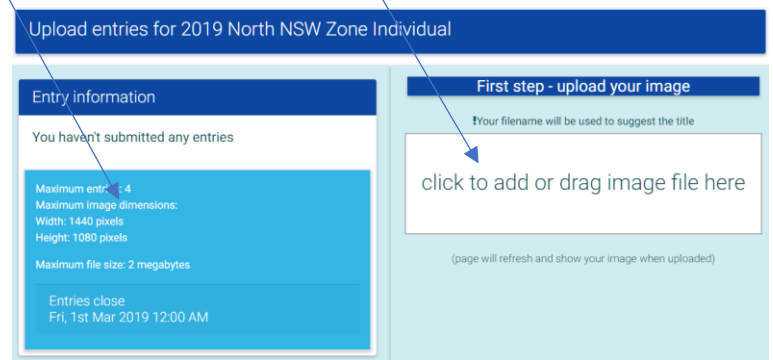 Upload entries for 2019 North NSW Zone Individual
Entry information
You haven't submitted any entries
Maximum entries: 4
Maximum image dimensions:
Width: 1440 pixels
Height: 1080 pixels
Maximum file size: 2 megabytes
Entries close
Fri, 1st Mar 2019 12:00 AM
First step - upload your image
!Your filename will be used to suggest the title
click to add or drag image file here
(page will refresh and show your image when uploaded)